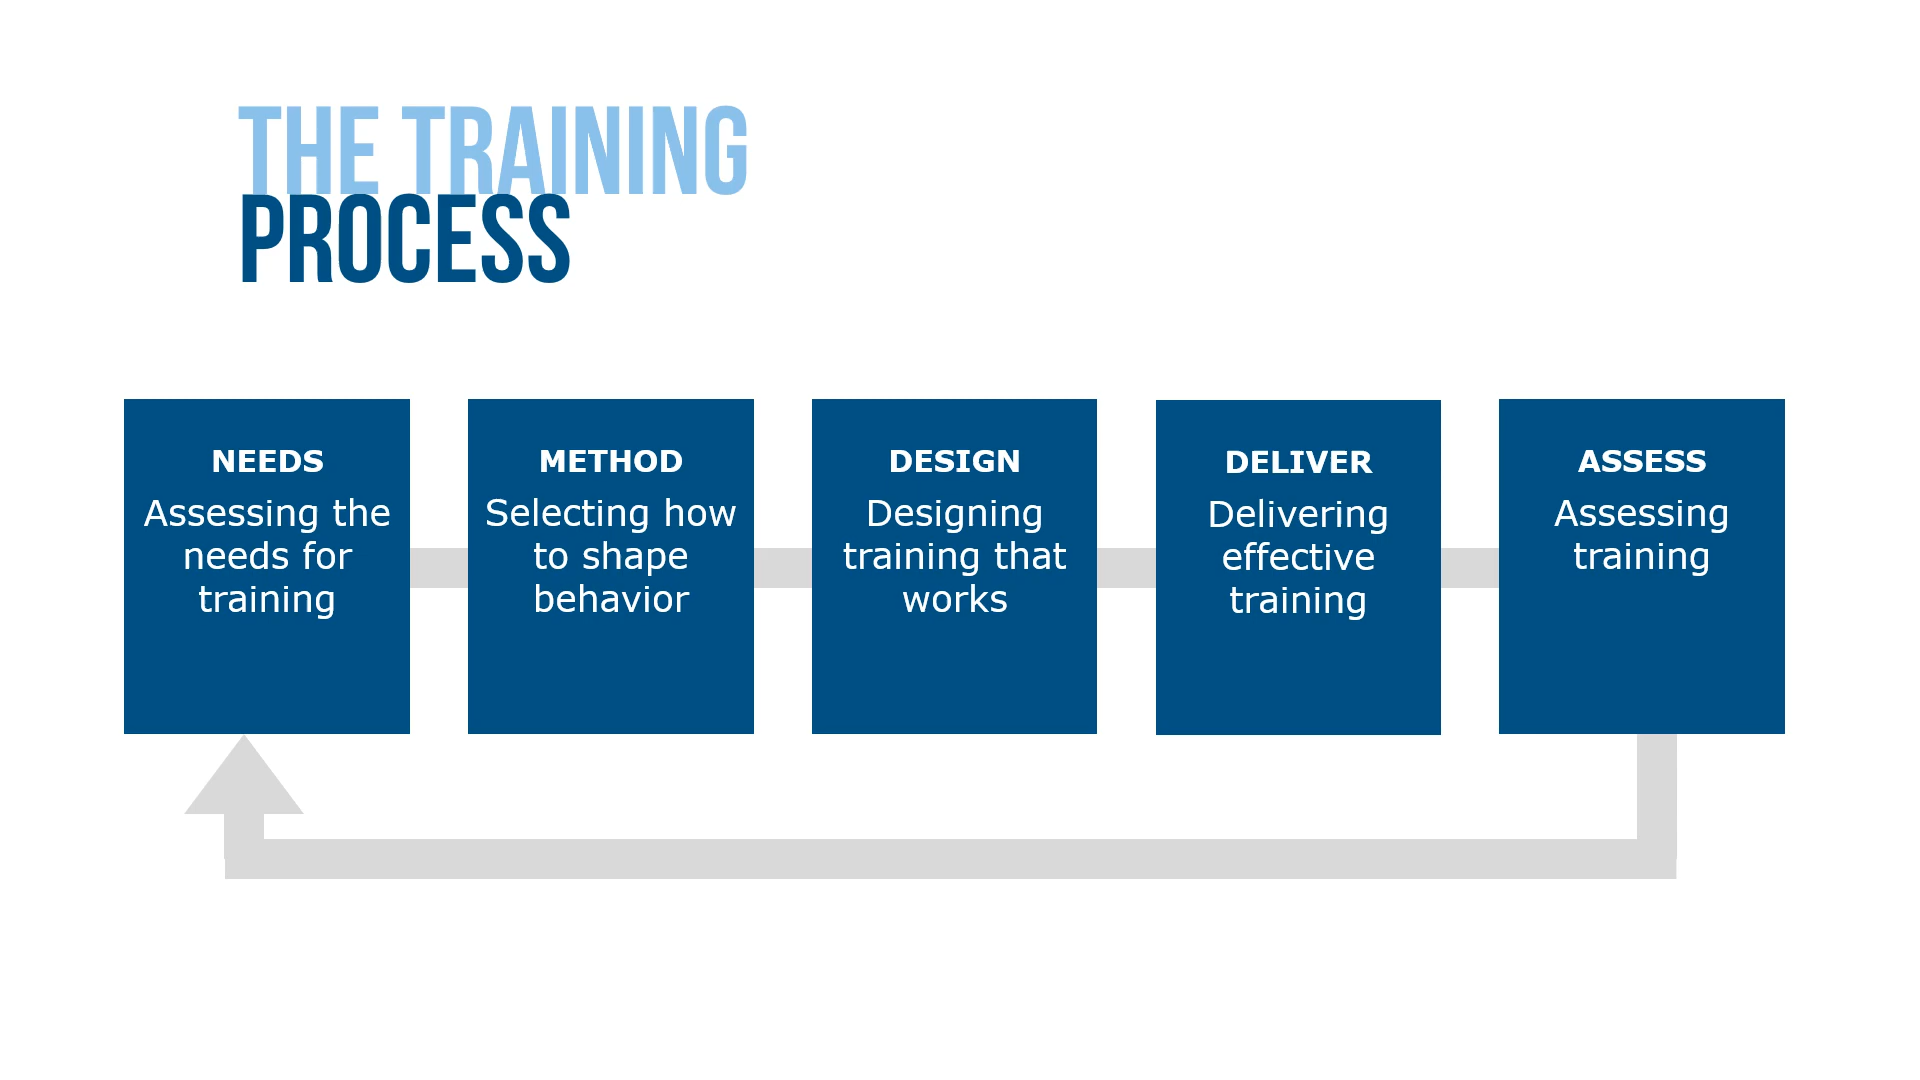 THE TRAINING
PROCESS
NEEDS
Assessing the
needs for
training
METHOD
Selecting how
to shape
behavior
DESIGN
Designing
training that
works
DELIVER
Delivering
effective
training
ASSESS
Assessing
training